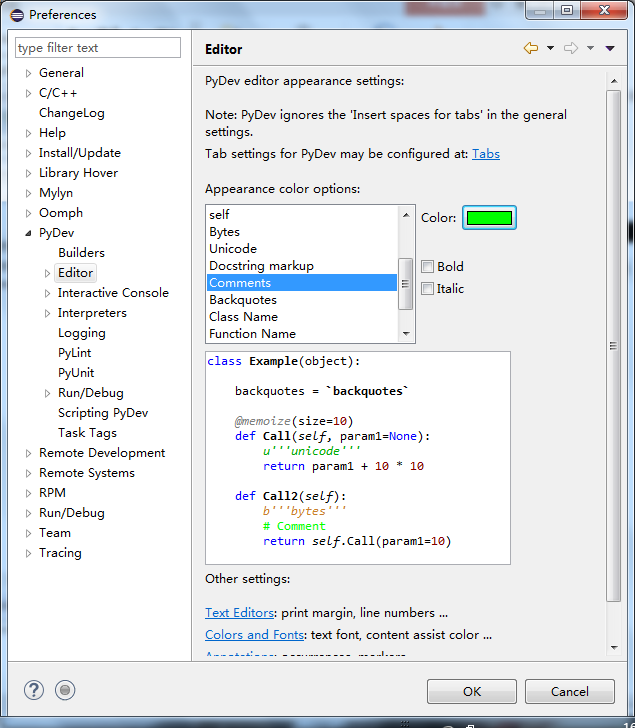 Preferences
type filter text
General
C/C++
ChangeLog
Help
Install/Update
Library Hover
Mylyn
Oomph
PyDev
Builders
Editor
Interactive Console
Interpreters
Logging
PyLint
PyUnit
Run/Debug
Scripting PyDev
Task Tags
Remote Development
Remote Systems
RPM
Run/Debug
Team
Tracing
Editor
PyDev editor appearance settings:
Note: PyDev ignores the 'Insert spaces for tabs' in the general
settings.
Tab settings for PyDev may be configured at: Tabs
Appearance color options:
self
Bytes
Unicode
Docstring markup
Comments
Backquotes
Class Name
Function Name
Color:
Bold
Italic
class Example(object):
backquotes = `backquotes`
@memoize(size=10)
def Call(self, param1=None):
u'''unicode'''
return param1 + 10 * 10
def Call2(self):
b'''bytes'''
# Comment
return self.Call(param1=10)
Other settings:
Text Editors: print margin, line numbers ...
Colors and Fonts: text font, content assist color ...
OK
Cancel